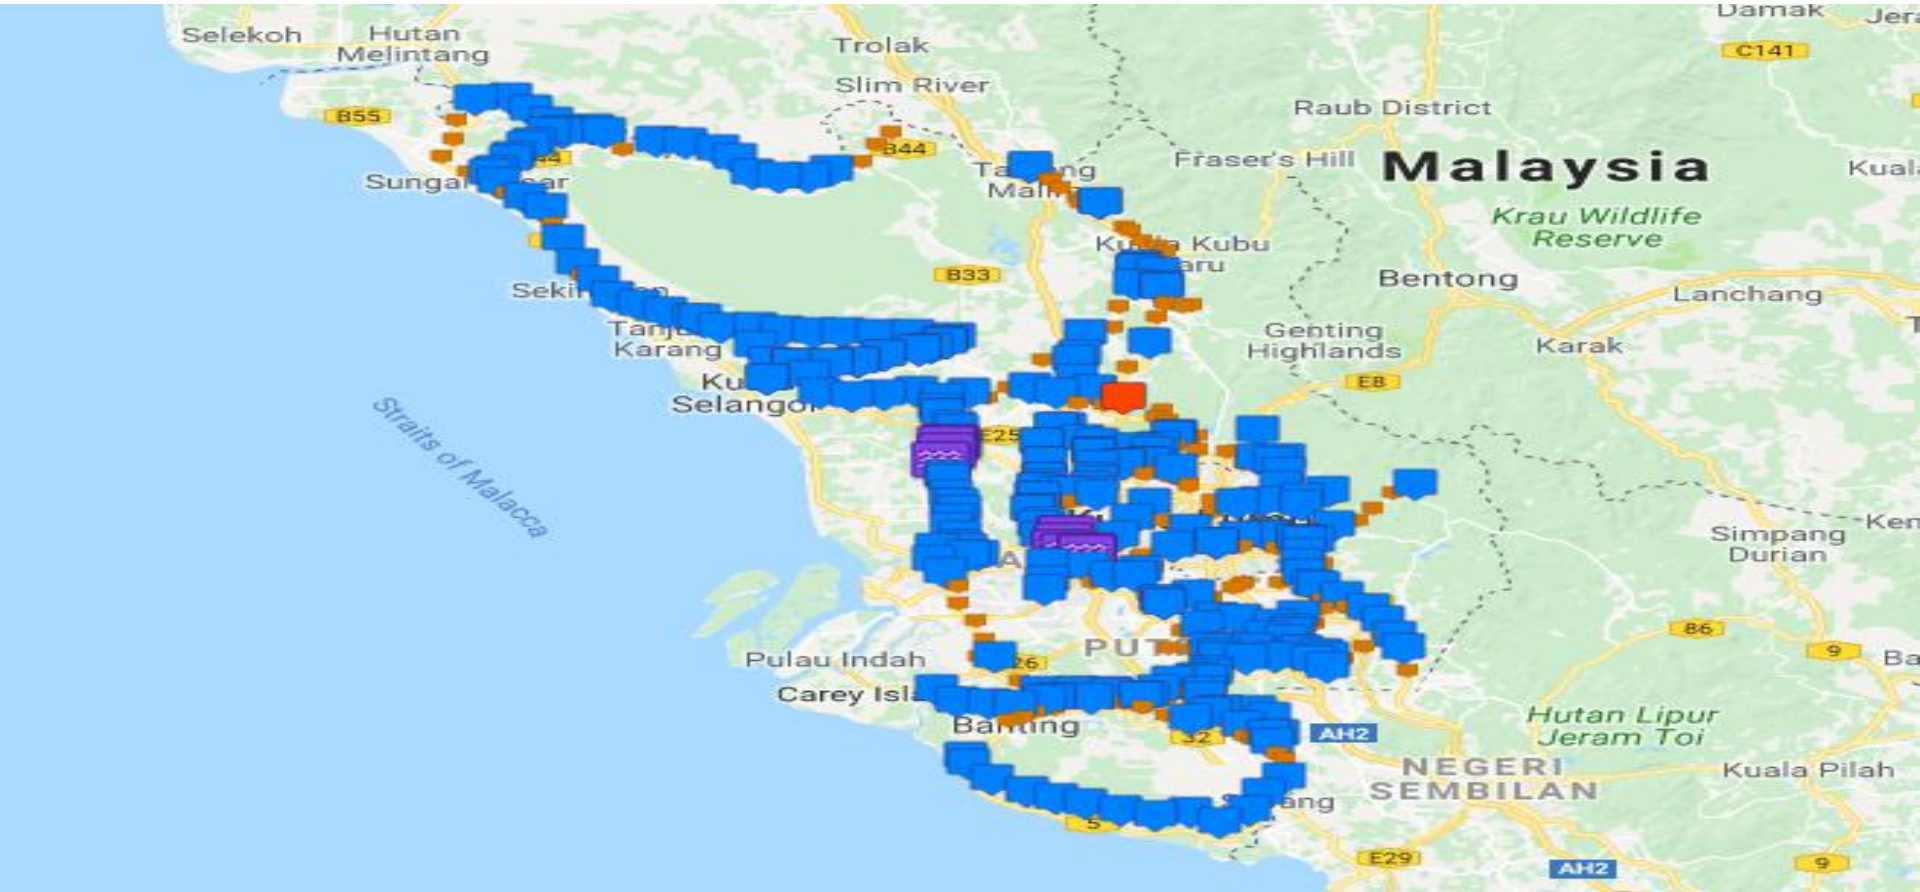 Selekoh
Hutan
Melintang
Trolak
Slim River
Damak
C141
B55
Raub District
B44
Fraser's Hill
Malaysia
Krau Wildlife
Reserve
B33
Bentong
Lanchang
Genting
Highlands
Karak
Karang
E8
Selangor
E25
Straits of Malacca
Simpang
Durian
86
9
PUT
26
Pulau Indah
Carey Isl
Banting
32
AH2
Hutan Lipur
Jeram Toi
NEGERI
SEMBILAN
Kuala Pilah
5
E29
AH2
9